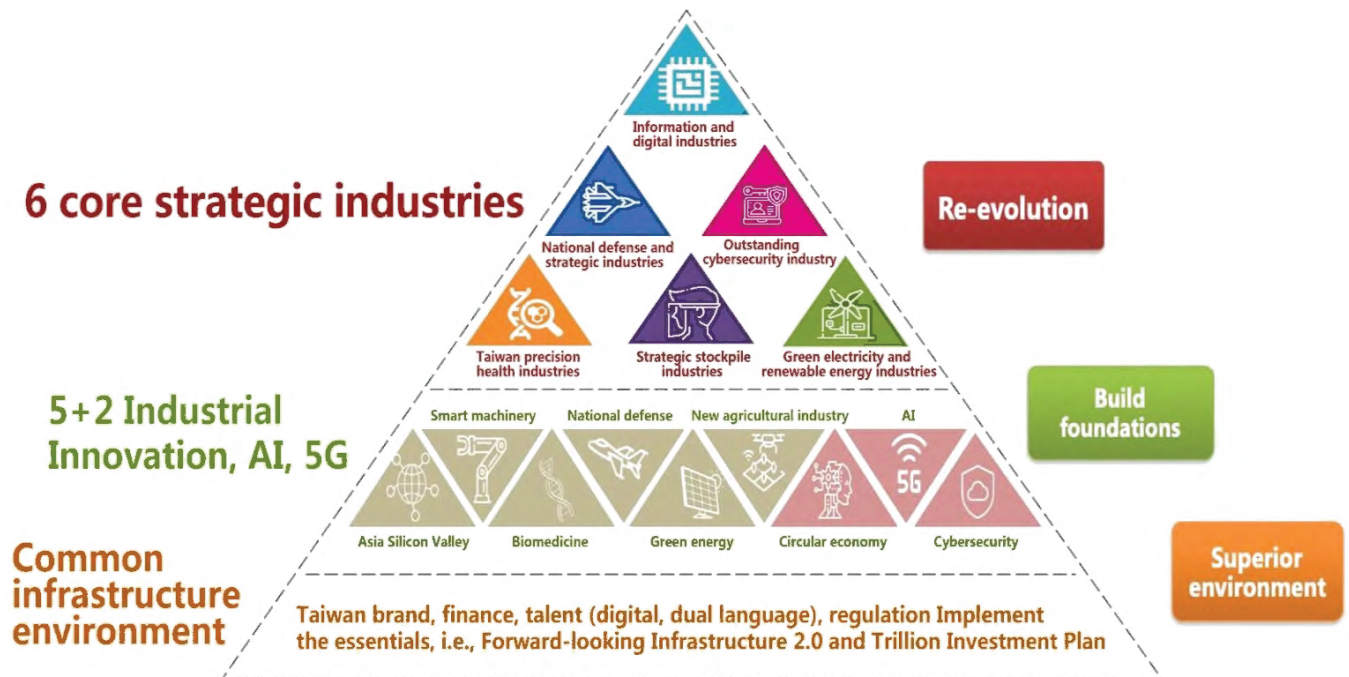 Information and
digital industries
6 core strategic industries
Re-evolution
National defense and
strategic industries
Outstanding
cybersecurity industry
Taiwan precision
health industries
Strategic stockpile
industries
Green electricity and
renewable energy industries
5+2 Industrial
Innovation, AI, 5G
Smart machinery
National defense
New agricultural industry
AI
5G
Build
foundations
Asia Silicon Valley
Biomedicine
Green energy
Circular economy
Cybersecurity
Common
infrastructure
environment
Taiwan brand, finance, talent (digital, dual language), regulation Implement
the essentials, i.e., Forward-looking Infrastructure 2.0 and Trillion Investment Plan
Superior
environment